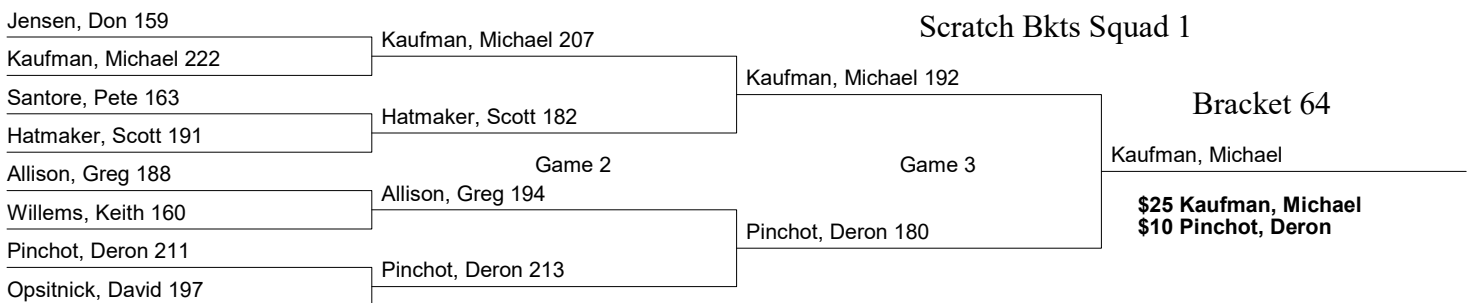 Scratch Bkts Squad 1
Bracket 64
Jensen, Don 159
Kaufman, Michael 222
Santore, Pete 163
Hatmaker, Scott 191
Allison, Greg 188
Willems, Keith 160
Pinchot, Deron 211
Opsitnick, David 197
Kaufman, Michael 207
Hatmaker, Scott 182
Game 2
Allison, Greg 194
Pinchot, Deron 213
Kaufman, Michael 192
Game 3
Pinchot, Deron 180
Kaufman, Michael
$25 Kaufman, Michael
$10 Pinchot, Deron